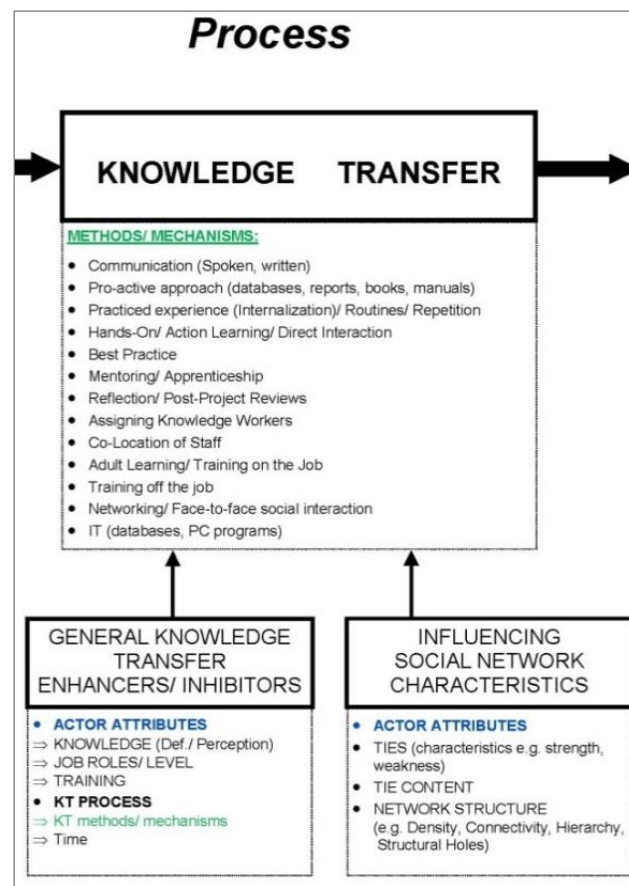 Process
KNOWLEDGE TRANSFER
METHODS/ MECHANISMS:
• Communication (Spoken, written)
• Pro-active approach (databases, reports, books, manuals)
• Practiced experience (Internalization)/ Routines/ Repetition
• Hands-On/ Action Learning/ Direct Interaction
• Best Practice
• Mentoring/ Apprenticeship
• Reflection/ Post-Project Reviews
• Assigning Knowledge Workers
• Co-Location of Staff
• Adult Learning/ Training on the Job
• Training off the job
• Networking/ Face-to-face social interaction
• IT (databases, PC programs)
GENERAL KNOWLEDGE
TRANSFER
ENHANCERS/ INHIBITORS
• ACTOR ATTRIBUTES
⇒ KNOWLEDGE (Def./ Perception)
⇒ JOB ROLES/ LEVEL
⇒ TRAINING
• KT PROCESS
⇒ KT methods/ mechanisms
⇒ Time
INFLUENCING
SOCIAL NETWORK
CHARACTERISTICS
• ACTOR ATTRIBUTES
• TIES (characteristics e.g. strength,
weakness)
• TIE CONTENT
• NETWORK STRUCTURE
(e.g. Density, Connectivity, Hierarchy,
Structural Holes)